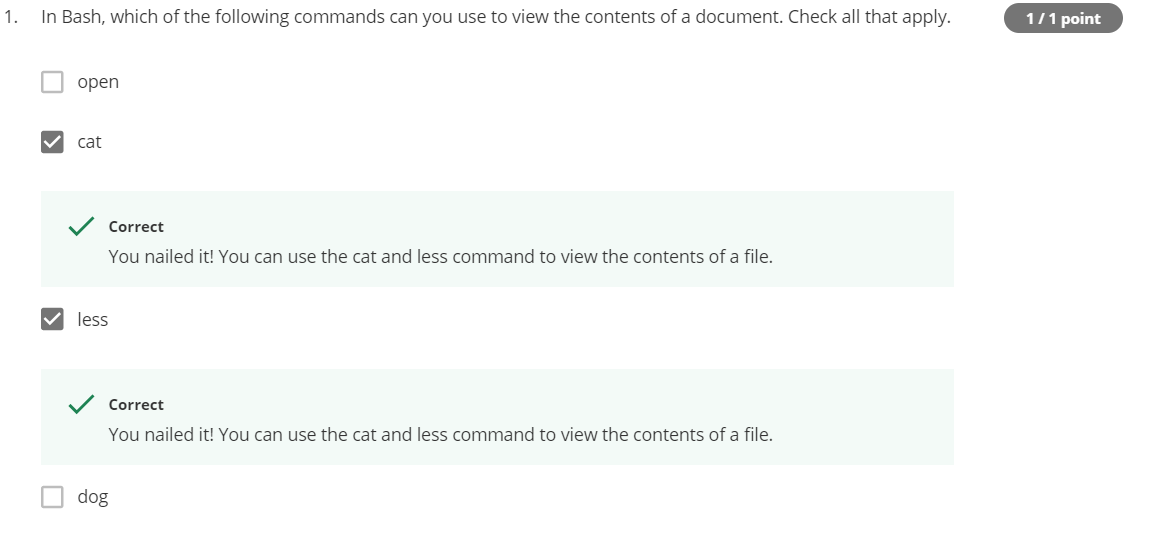 1. In Bash, which of the following commands can you use to view the contents of a document. Check all that apply.
1 / 1 point
open
cat
Correct
You nailed it! You can use the cat and less command to view the contents of a file.
less
Correct
You nailed it! You can use the cat and less command to view the contents of a file.
dog